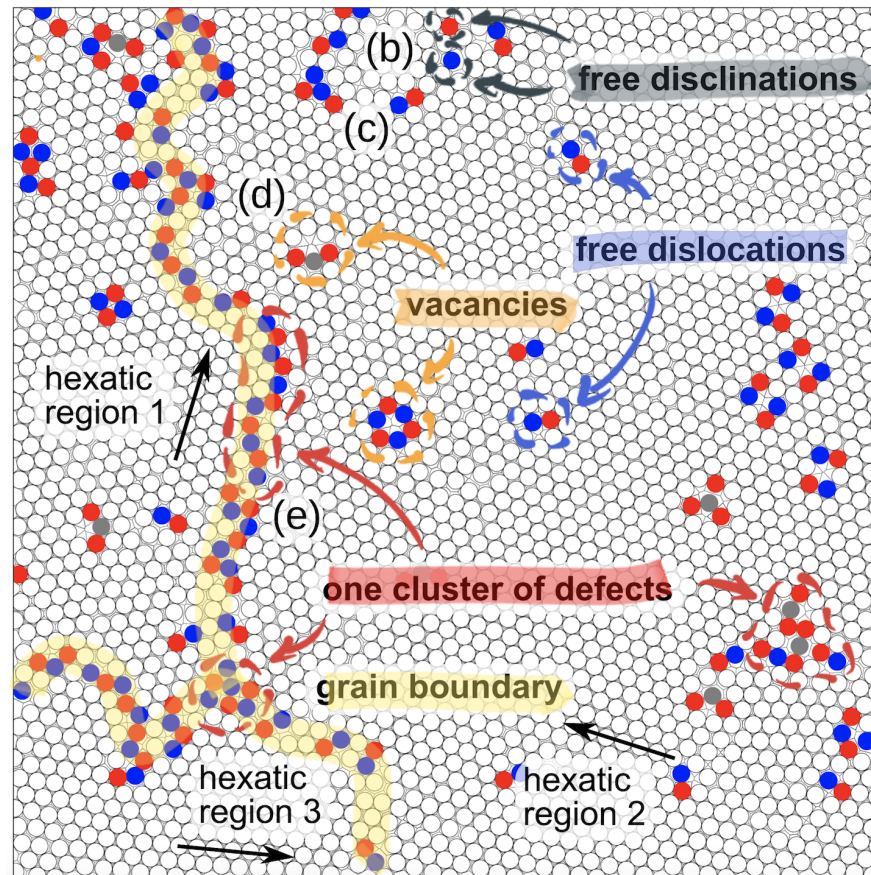 (b)
free disclinations
(c)
(d)
free dislocations
vacancies
hexatic
region 1
(e)
one cluster of defects
grain boundary
hexatic
region 3
hexatic
region 2